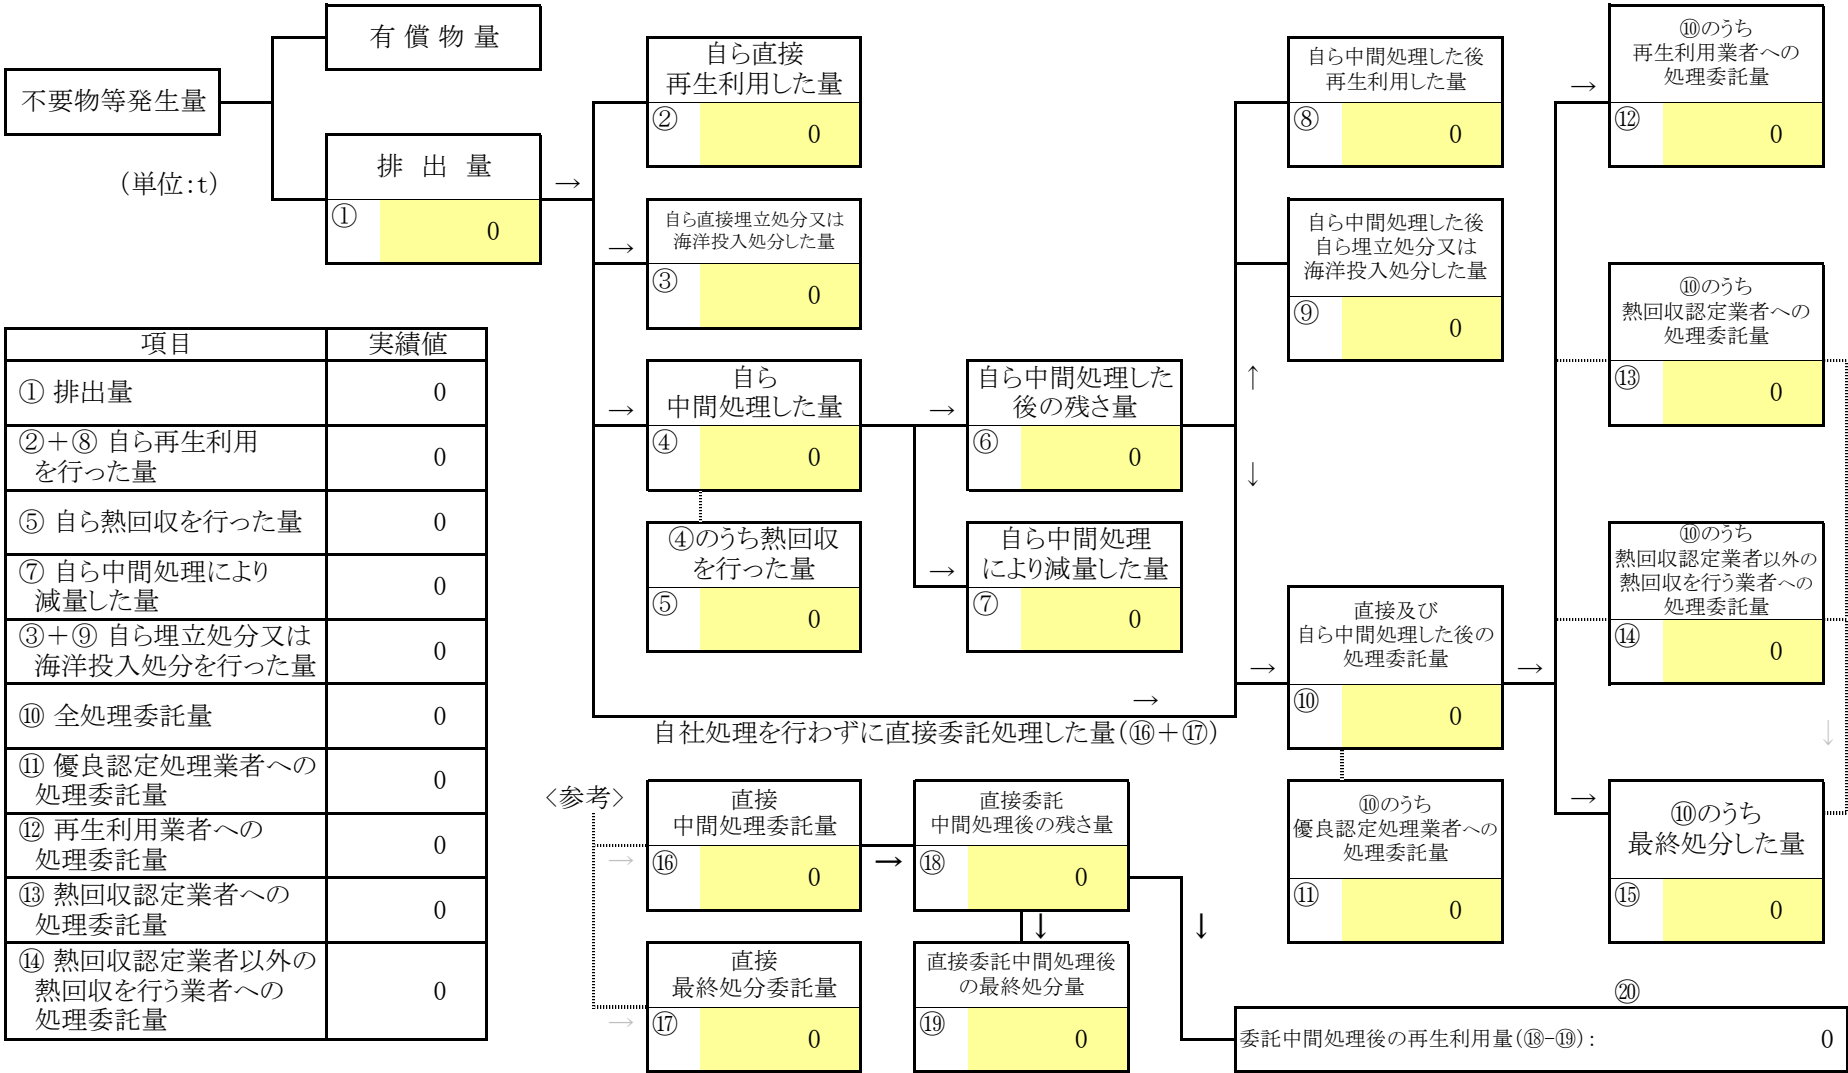 不要物等発生量
(単位:t)
有 償 物 量
排 出 量
→
①
0
自ら直接
再生利用した量
②
0
自ら直接埋立処分又は
海洋投入処分した量
→
③
0
自ら
中間処理した量
→
④
0
④のうち熱回収
を行った量
⑤
0
自ら中間処理した
後の残さ量
→
⑥
0
自ら中間処理
により減量した量
→
⑦
0
自ら中間処理した後
再生利用した量
⑧
0
自ら中間処理した後
自ら埋立処分又は
海洋投入処分した量
⑨
0
↑
↓
直接及び
自ら中間処理した後の
処理委託量
→
→
⑩
0
→
自社処理を行わずに直接委託処理した量(⑯+⑰)
⑩のうち
優良認定処理業者への
処理委託量
⑪
0
⑩のうち
再生利用業者への
処理委託量
→
⑫
0
⑩のうち
熱回収認定業者への
処理委託量
⑬
0
⑩のうち
熱回収認定業者以外の
熱回収を行う業者への
処理委託量
⑭
0
↓
⑩のうち
最終処分した量
→
⑮
0
項目 実績値
① 排出量 0
②+⑧ 自ら再生利用
を行った量 0
⑤ 自ら熱回収を行った量 0
⑦ 自ら中間処理により
減量した量 0
③+⑨ 自ら埋立処分又は
海洋投入処分を行った量 0
⑩ 全処理委託量 0
⑪ 優良認定処理業者への
処理委託量 0
⑫ 再生利用業者への
処理委託量 0
⑬ 熱回収認定業者への
処理委託量 0
⑭ 熱回収認定業者以外の
熱回収を行う業者への
処理委託量 0
<参考>
直接
中間処理委託量
→
⑯
0
直接
最終処分委託量
→
⑰
0
直接委託
中間処理後の残さ量
→
⑱
0
↓
直接委託中間処理後
の最終処分量
⑲
0
↓
⑳
委託中間処理後の再生利用量(⑱-⑲): 0